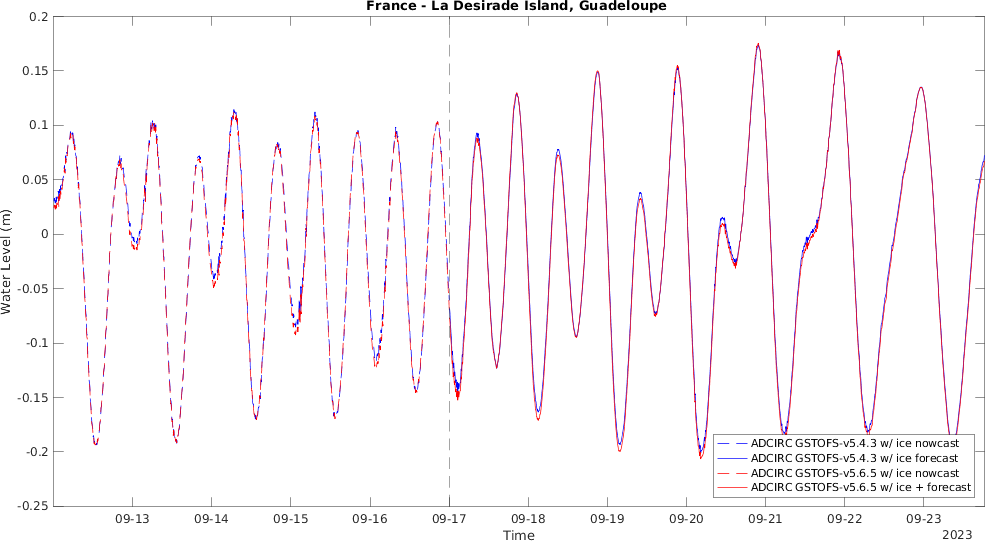 France - La Desirade Island, Guadeloupe
0.2
0.15
0.1
0.05
0
-0.05
-0.1
-0.15
-0.2
-0.25
Water Level (m)
09-13 09-14 09-15 09-16 09-17 09-18 09-19 09-20 09-21 09-22 09-23
Time
2023
ADCIRC GSTOFS-v5.4.3 w/ ice nowcast
ADCIRC GSTOFS-v5.4.3 w/ ice forecast
ADCIRC GSTOFS-v5.6.5 w/ ice nowcast
ADCIRC GSTOFS-v5.6.5 w/ ice + forecast